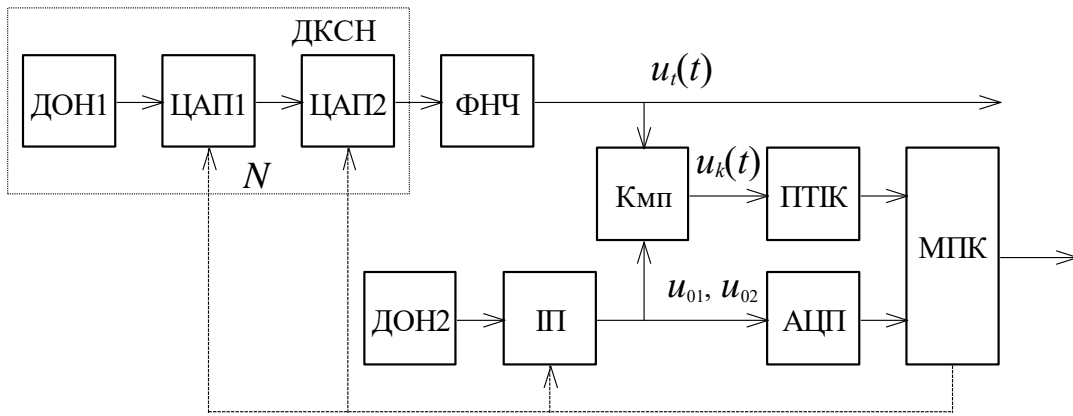 ДКСН
ДОН1
ЦАП1
ЦАП2
ФНЧ
uₜ(t)
N
Кмп
uₖ(t)
ПТІК
МПК
ДОН2
ІП
u₀₁, u₀₂
АЦП